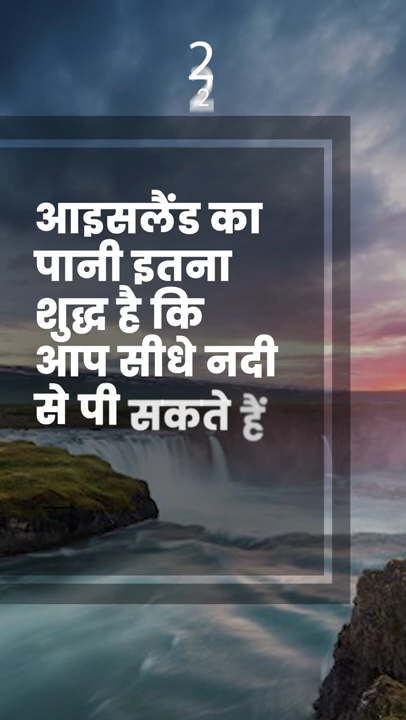 2
2
आइसलैंड का
पानी इतना
शुद्ध है कि
आप सीधे नदी
से पी सकते हैं